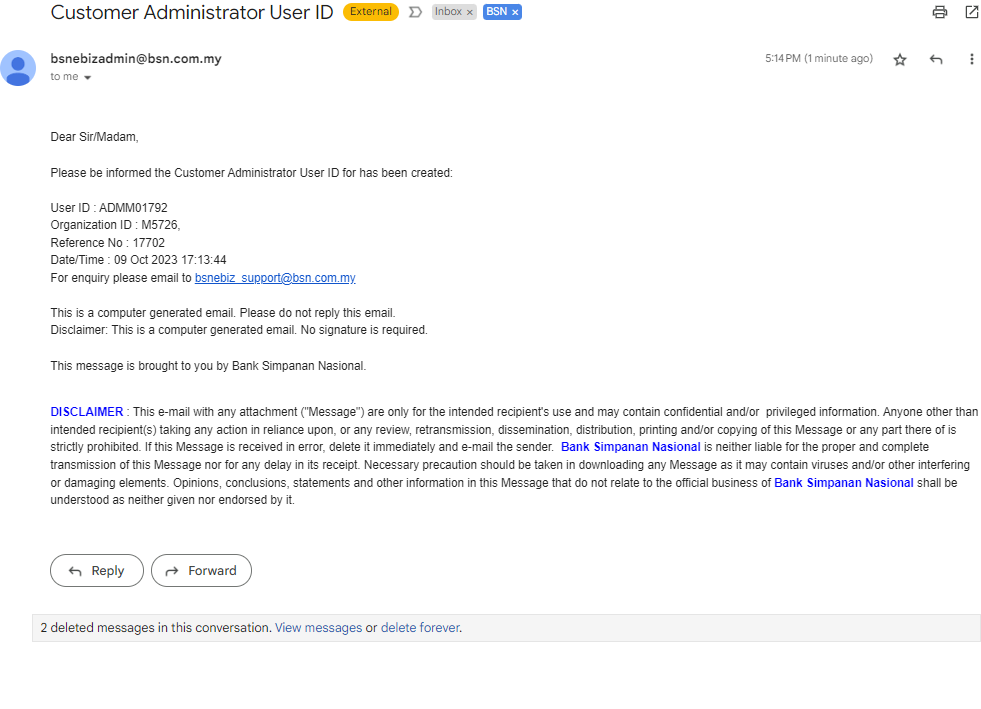 Customer Administrator User ID External Inbox × BSN ×
bsnebizadmin@bsn.com.my 5:14 PM (1 minute ago)
to me
Dear Sir/Madam,
Please be informed the Customer Administrator User ID for has been created:
User ID : ADMM01792
Organization ID : M5726,
Reference No : 17702
Date/Time : 09 Oct 2023 17:13:44
For enquiry please email to bsnebiz_support@bsn.com.my
This is a computer generated email. Please do not reply this email.
Disclaimer: This is a computer generated email. No signature is required.
This message is brought to you by Bank Simpanan Nasional.
DISCLAIMER : This e-mail with any attachment ("Message") are only for the intended recipient's use and may contain confidential and/or privileged information. Anyone other than
intended recipient(s) taking any action in reliance upon, or any review, retransmission, dissemination, distribution, printing and/or copying of this Message or any part there of is
strictly prohibited. If this Message is received in error, delete it immediately and e-mail the sender. Bank Simpanan Nasional is neither liable for the proper and complete
transmission of this Message nor for any delay in its receipt. Necessary precaution should be taken in downloading any Message as it may contain viruses and/or other interfering
or damaging elements. Opinions, conclusions, statements and other information in this Message that do not relate to the official business of Bank Simpanan Nasional shall be
understood as neither given nor endorsed by it.
Reply Forward
2 deleted messages in this conversation. View messages or delete forever.